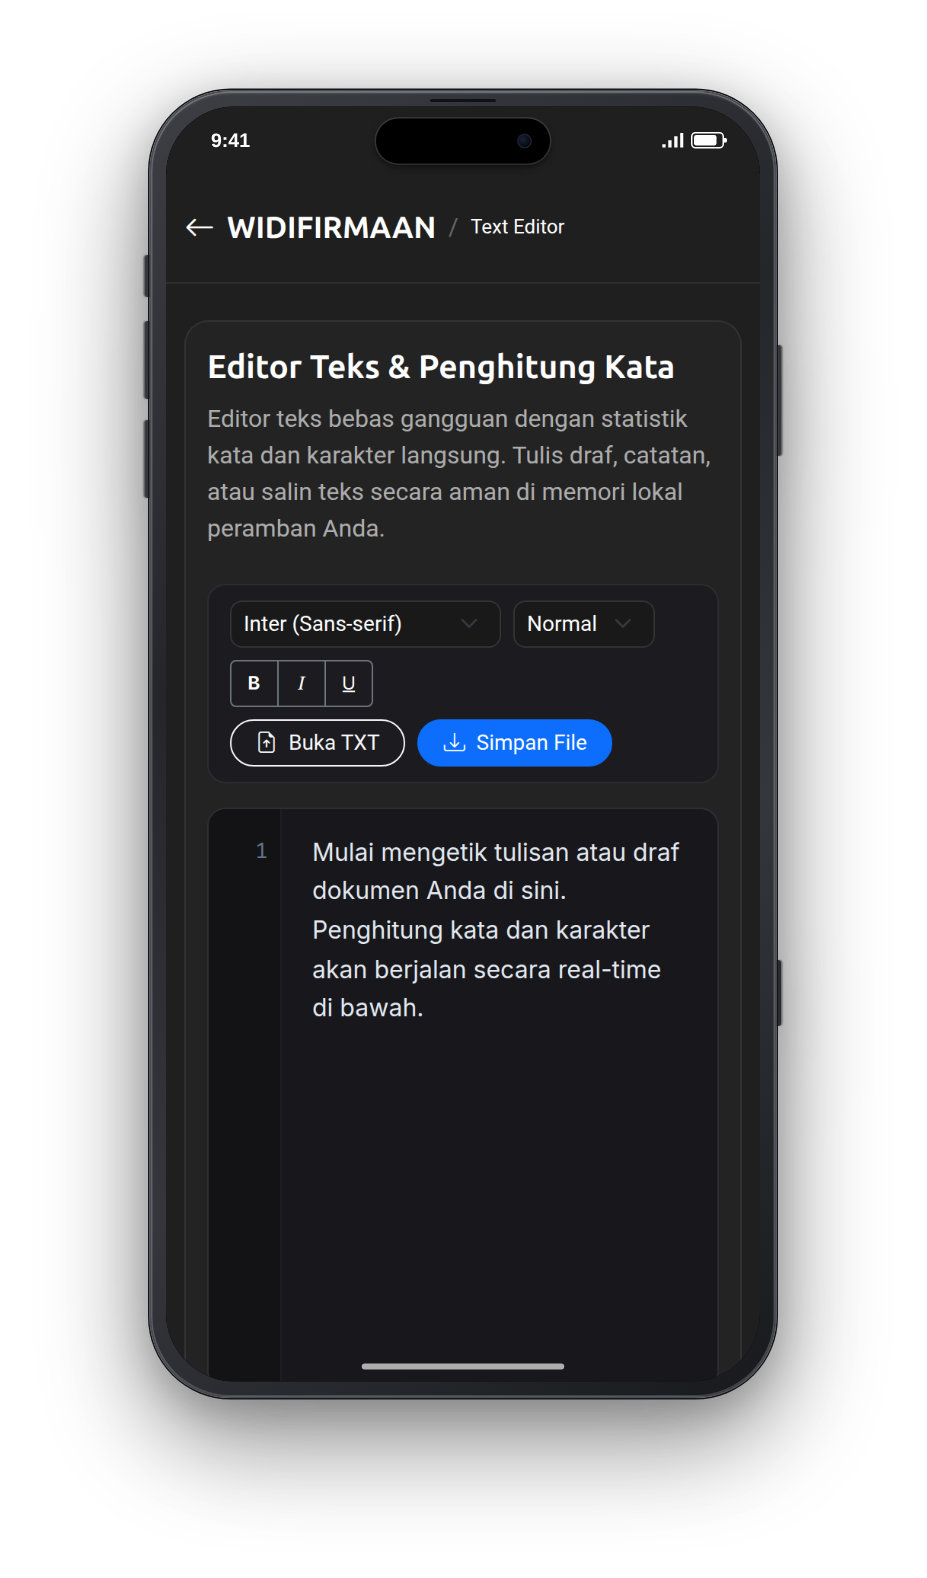 9:41
WIDIFIRMAAN / Text Editor
Editor Teks & Penghitung Kata
Editor teks bebas gangguan dengan statistik
kata dan karakter langsung. Tulis draf, catatan,
atau salin teks secara aman di memori lokal
peramban Anda.
Inter (Sans-serif) Normal
B I U
Buka TXT Simpan File
1 Mulai mengetik tulisan atau draf
dokumen Anda di sini.
Penghitung kata dan karakter
akan berjalan secara real-time
di bawah.